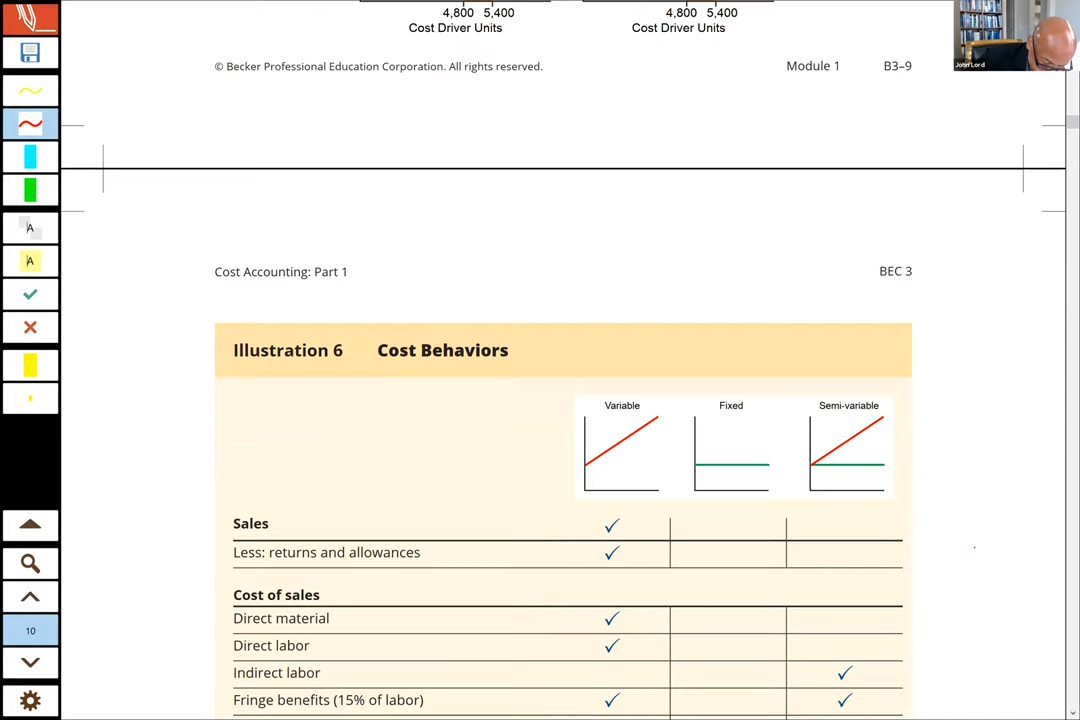 4,800 5,400 4,800 5,400
Cost Driver Units Cost Driver Units
© Becker Professional Education Corporation. All rights reserved. Module 1 B3–9
John Lord
A
A
Cost Accounting: Part 1 BEC 3
Illustration 6 Cost Behaviors
Variable Fixed Semi-variable
Sales
Less: returns and allowances
Cost of sales
Direct material
Direct labor
10
Indirect labor
Fringe benefits (15% of labor)